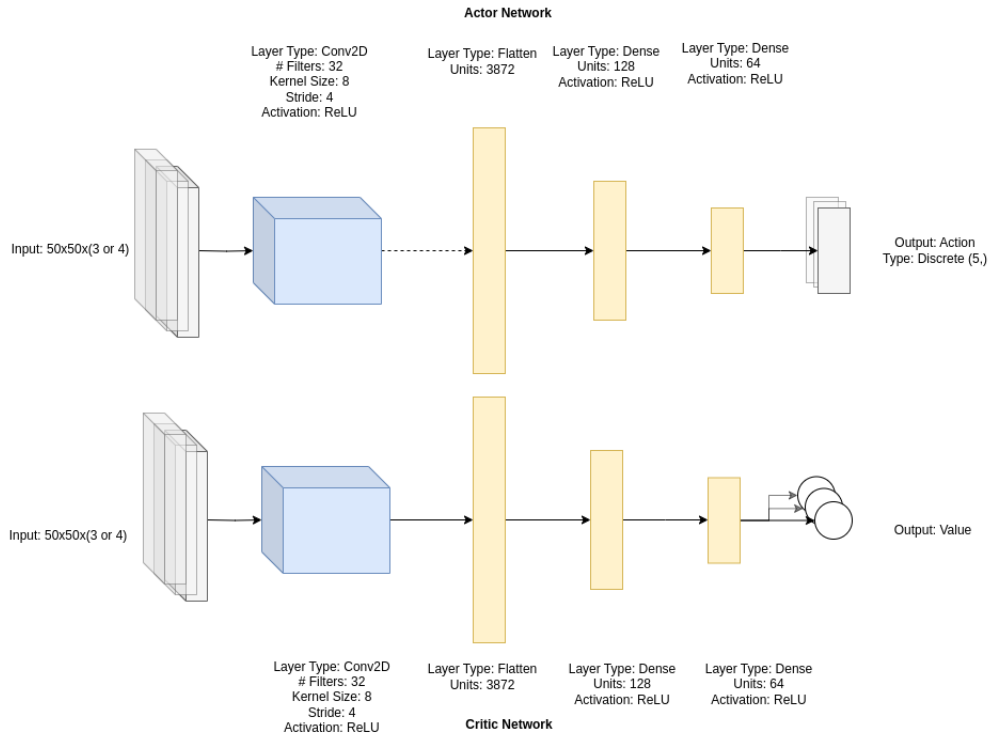 Actor Network
Layer Type: Conv2D
# Filters: 32
Kernel Size: 8
Stride: 4
Activation: ReLU
Layer Type: Flatten
Units: 3872
Layer Type: Dense
Units: 128
Activation: ReLU
Layer Type: Dense
Units: 64
Activation: ReLU
Input: 50x50x(3 or 4)
Output: Action
Type: Discrete (5,)
Input: 50x50x(3 or 4)
Output: Value
Layer Type: Conv2D
# Filters: 32
Kernel Size: 8
Stride: 4
Activation: ReLU
Layer Type: Flatten
Units: 3872
Layer Type: Dense
Units: 128
Activation: ReLU
Layer Type: Dense
Units: 64
Activation: ReLU
Critic Network